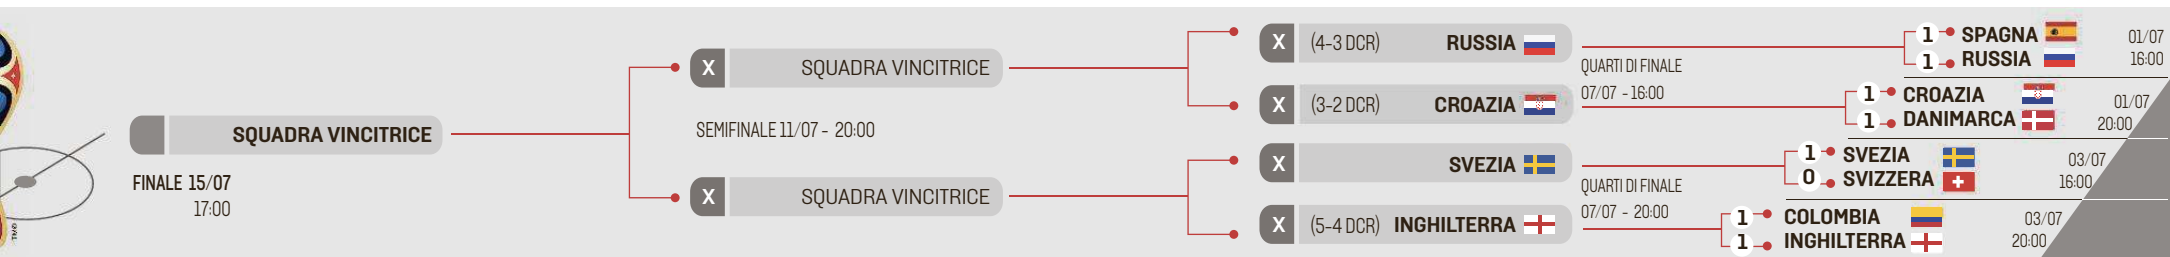 SQUADRA VINCITRICE
FINALE 15/07
17:00
X SQUADRA VINCITRICE
SEMIFINALE 11/07 - 20:00
X SQUADRA VINCITRICE
X (4-3 DCR) RUSSIA
X (3-2 DCR) CROAZIA
X SVEZIA
X (5-4 DCR) INGHILTERRA
QUARTI DI FINALE
07/07 - 16:00
QUARTI DI FINALE
07/07 - 20:00
1 SPAGNA 01/07
1 RUSSIA 16:00
1 CROAZIA 01/07
1 DANIMARCA 20:00
1 SVEZIA 03/07
0 SVIZZERA 16:00
1 COLOMBIA 03/07
1 INGHILTERRA 20:00